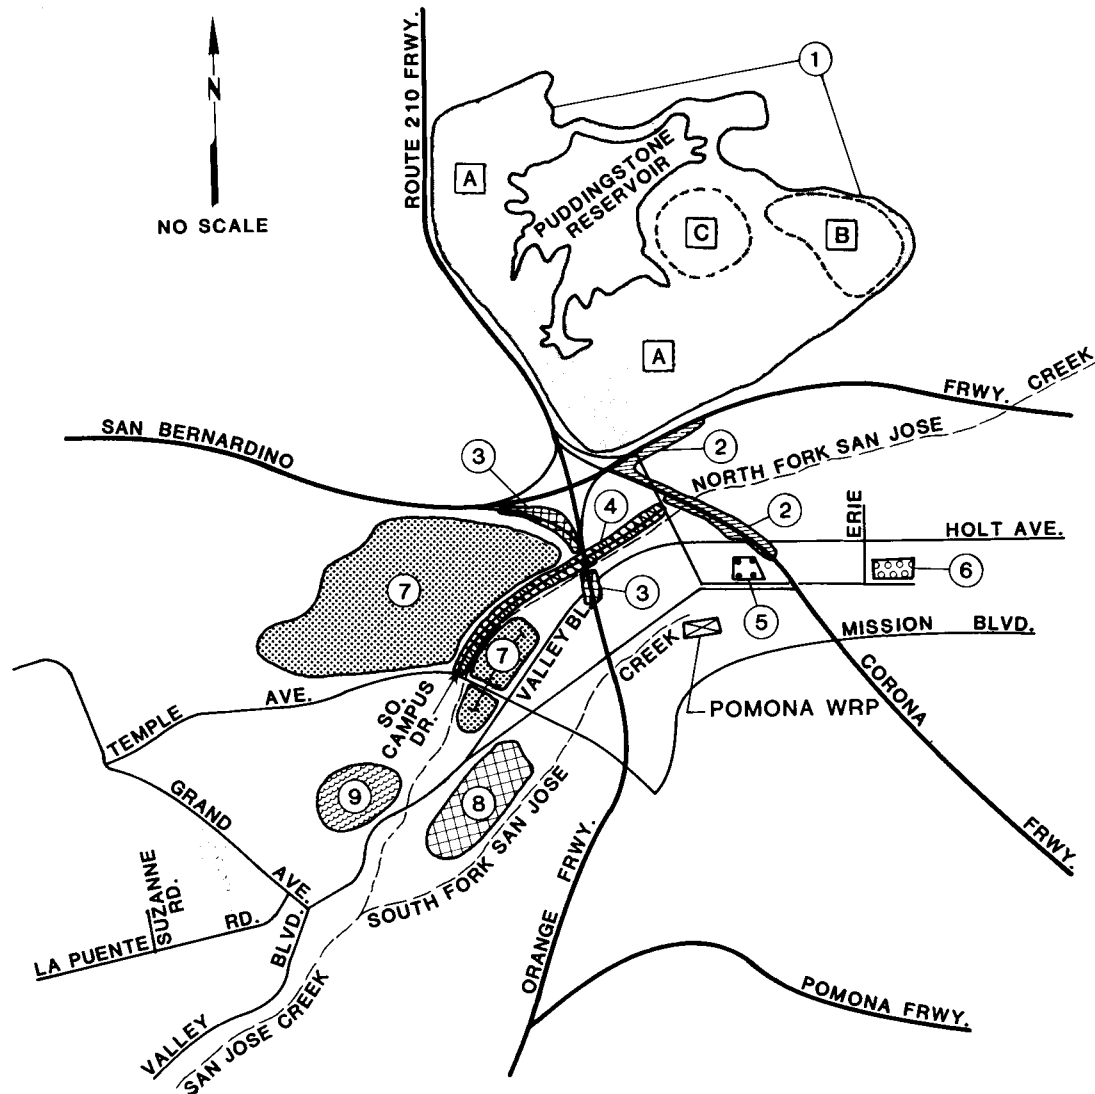 1
ROUTE 210 FRWY.
N
NO SCALE
A
PUDDINGSTONE
RESERVOIR
C
B
A
SAN BERNARDINO
FRWY.
CREEK
3
2
NORTH FORK SAN JOSE
4
2
ERIE
HOLT AVE.
7
3
5
6
7
VALLEY BL.
CREEK
MISSION BLVD.
TEMPLE AVE.
SO.
CAMPUS
DR.
POMONA WRP
CORONA
FRWY.
GRAND
AVE.
9
8
SOUTH FORK SAN JOSE
ORANGE FRWY.
SUZANNE
RD.
LA PUENTE RD.
VALLEY BLVD.
SAN JOSE CREEK
POMONA FRWY.